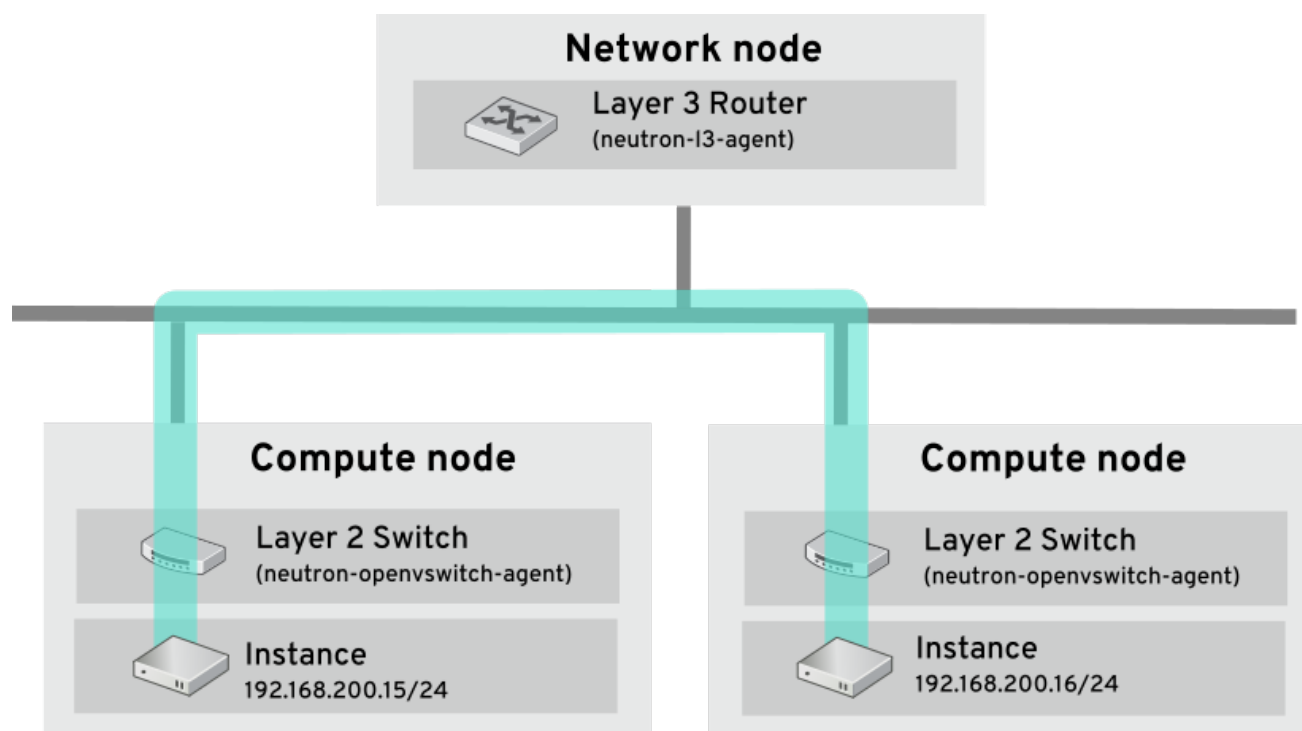 Network node
Layer 3 Router
(neutron-l3-agent)
Compute node
Layer 2 Switch
(neutron-openvswitch-agent)
Instance
192.168.200.15/24
Compute node
Layer 2 Switch
(neutron-openvswitch-agent)
Instance
192.168.200.16/24